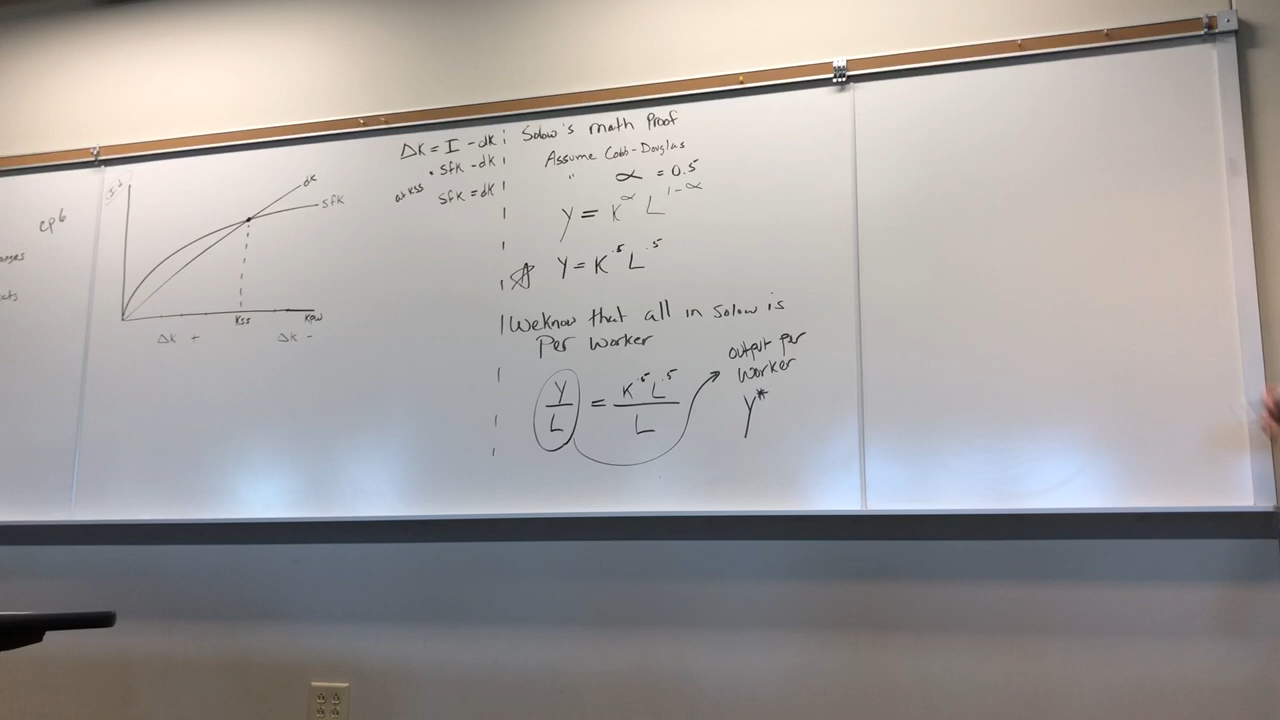 cp6
dk
sfk
Kss
Kpw
ΔK +
ΔK -
ΔK = I - dk
• sfk - dk
at Kss sfk = dk
Solow's math Proof
Assume Cobb-Douglas
" α = 0.5
Y = K^α L^1-α
Y = K^.5 L^.5
We know that all in Solow is
Per Worker
Y/L = K^.5 L^.5/L
output per
worker
Y*